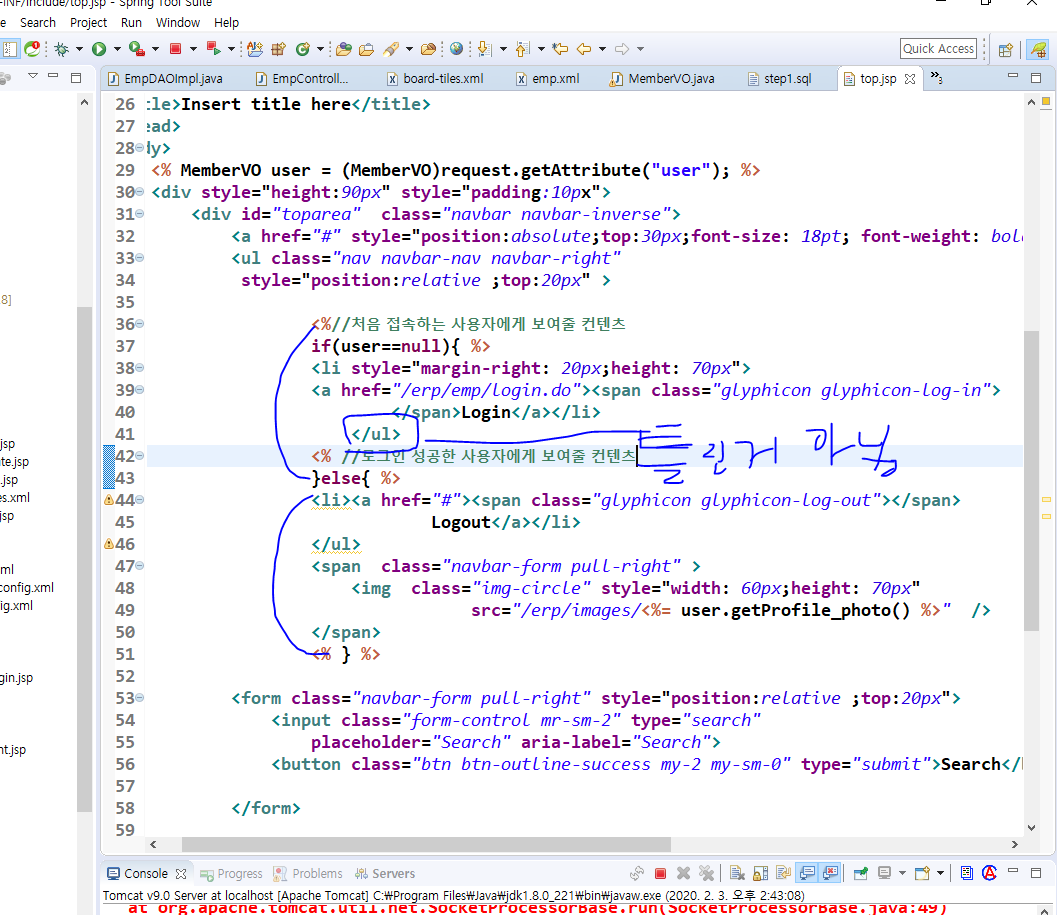 -INF/include/top.jsp - Spring Tool Suite
e Search Project Run Window Help
Quick Access
EmpDAOImpl.java EmpControll... board-tiles.xml emp.xml MemberVO.java step1.sql top.jsp 3
26 :le>Insert title here</title>
27 ead>
28 dy>
29 <% MemberVO user = (MemberVO)request.getAttribute("user"); %>
30 <div style="height:90px" style="padding:10px">
31 <div id="toparea" class="navbar navbar-inverse">
32 <a href="#" style="position:absolute;top:30px;font-size: 18pt; font-weight: bol
33 <ul class="nav navbar-nav navbar-right"
34 style="position:relative ;top:20px" >
35
36 <%//처음 접속하는 사용자에게 보여줄 컨텐츠
37 if(user==null){ %>
38 <li style="margin-right: 20px;height: 70px">
39 <a href="/erp/emp/login.do"><span class="glyphicon glyphicon-log-in">
40 </span>Login</a></li>
41 </ul>
42 <% //로그인 성공한 사용자에게 보여줄 컨텐츠 틀린거 아님
43 }else{ %>
44 <li><a href="#"><span class="glyphicon glyphicon-log-out"></span>
45 Logout</a></li>
46 </ul>
47 <span class="navbar-form pull-right" >
48 <img class="img-circle" style="width: 60px;height: 70px"
49 src="/erp/images/<%= user.getProfile_photo() %>" />
50 </span>
51 <% } %>
52
53 <form class="navbar-form pull-right" style="position:relative ;top:20px">
54 <input class="form-control mr-sm-2" type="search"
55 placeholder="Search" aria-label="Search">
56 <button class="btn btn-outline-success my-2 my-sm-0" type="submit">Search</
57
58 </form>
59
8]
jsp
te.jsp
.jsp
es.xml
jsp
ml
config.xml
ig.xml
gin.jsp
nt.jsp
Console Progress Problems Servers
Tomcat v9.0 Server at localhost [Apache Tomcat] C:₩Program Files₩Java₩jdk1.8.0_221₩bin₩javaw.exe (2020. 2. 3. 오후 2:43:08)
at org.apache.tomcat.util.net.SocketProcessorBase.run(SocketProcessorBase.java:49)